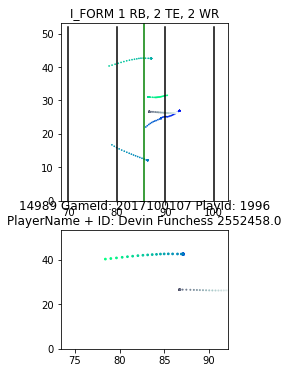 I_FORM 1 RB, 2 TE, 2 WR
50
40
30
20
10
0
70 80 90 100
14989 GameId: 2017100107 PlayId: 1996
PlayerName + ID: Devin Funchess 2552458.0
40
20
0
75 80 85 90